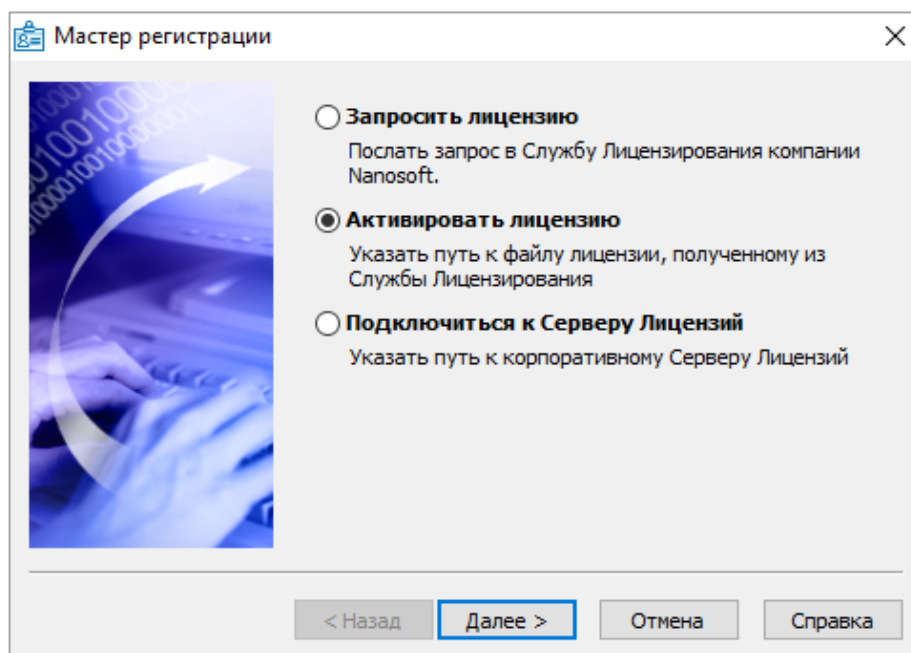 Мастер регистрации
Запросить лицензию
Послать запрос в Службу Лицензирования компании
Nanosoft.
Активировать лицензию
Указать путь к файлу лицензии, полученному из
Службы Лицензирования
Подключиться к Серверу Лицензий
Указать путь к корпоративному Серверу Лицензий
< Назад Далее > Отмена Справка